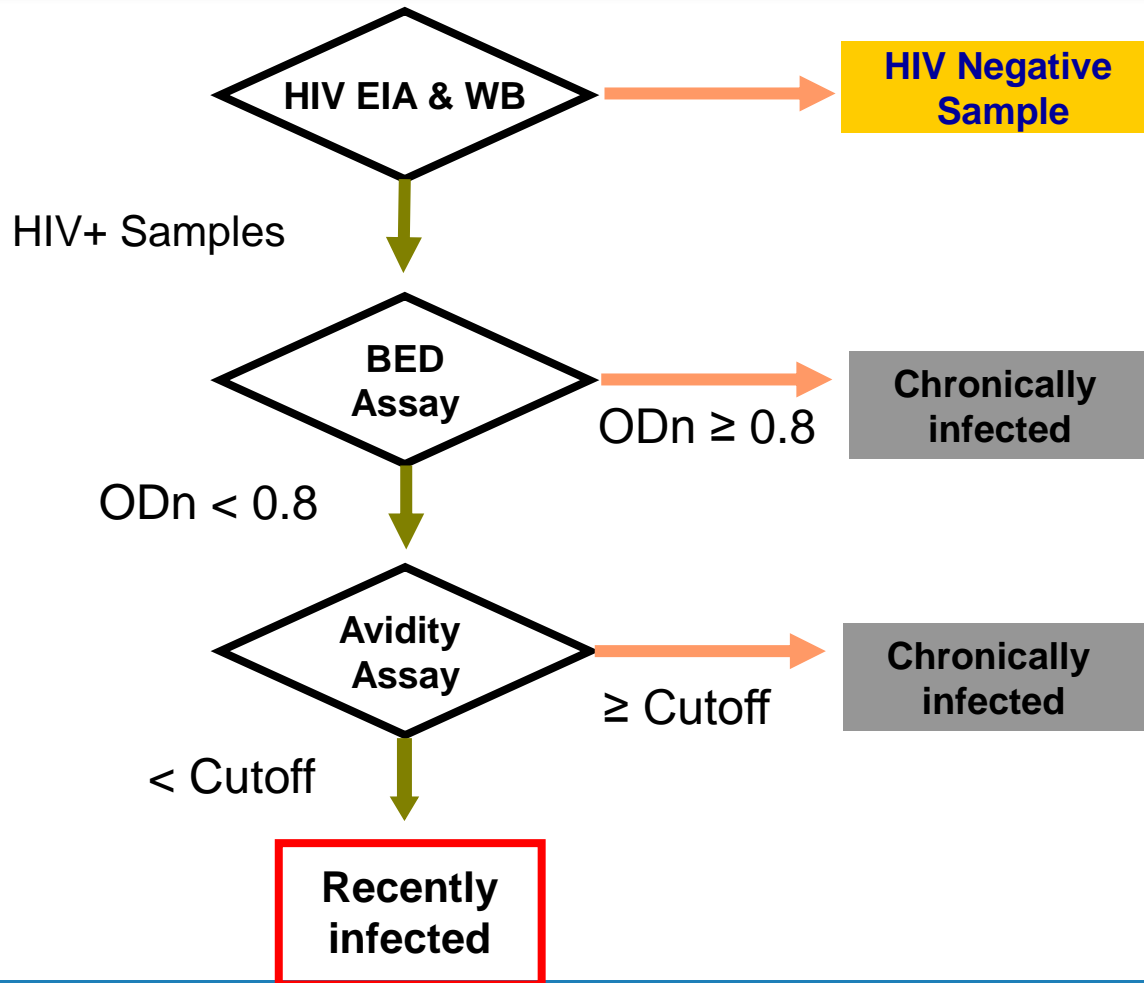 HIV EIA & WB
HIV Negative
Sample
HIV+ Samples
BED
Assay
ODn ≥ 0.8
Chronically
infected
ODn < 0.8
Avidity
Assay
≥ Cutoff
Chronically
infected
< Cutoff
Recently
infected